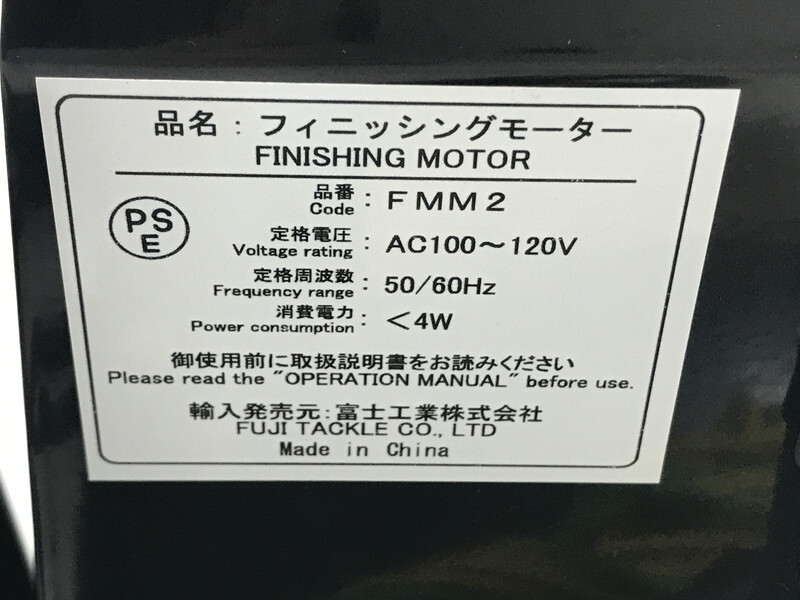 品名：フィニッシングモーター
FINISHING MOTOR
PS
E
品番
Code
：FMM2
定格電圧
Voltage rating
：AC100～120V
定格周波数
Frequency range
：50/60Hz
消費電力
Power consumption
：＜4W
御使用前に取扱説明書をお読みください
Please read the "OPERATION MANUAL" before use.
輸入発売元：富士工業株式会社
FUJI TACKLE CO., LTD
Made in China